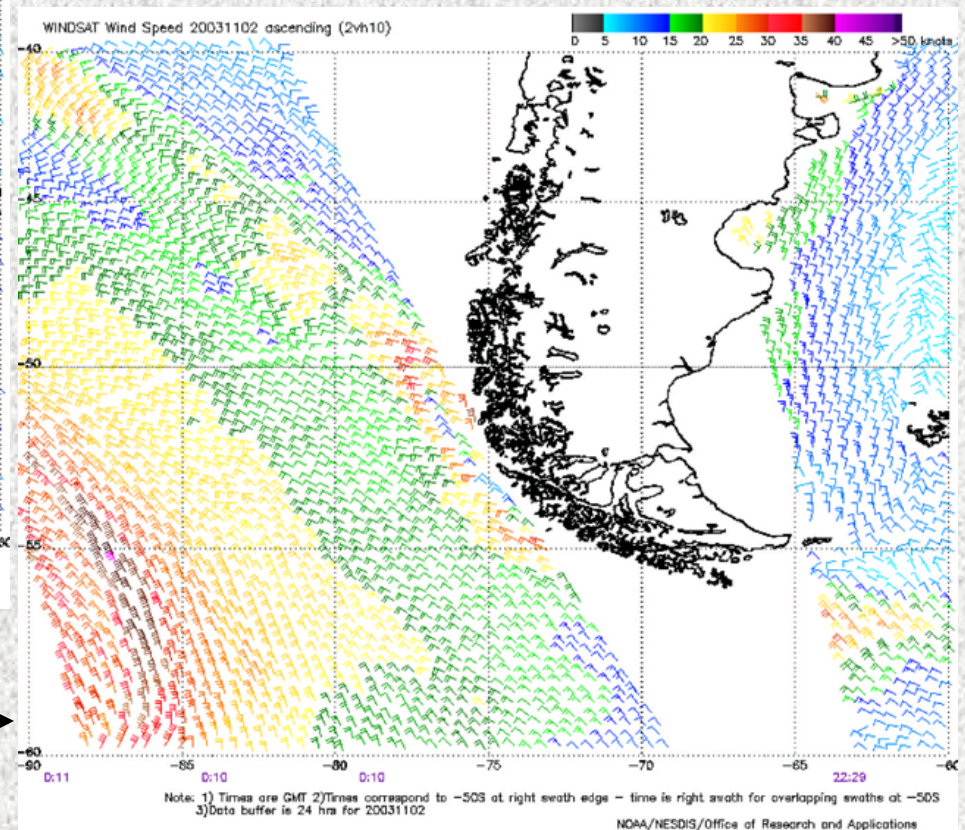 WINDSAT Wind Speed 20031102 ascending (2vh10)
0 5 10 15 20 25 30 35 40 45 >50 knots
-40
-45
-50
-55
-60
-90 -85 -80 -75 -70 -65 -60
0:11 0:10 0:10 22:29
Note: 1) Times are GMT 2)Times correspond to -50S at right swath edge - time is right swath for overlapping swaths at -50S
3)Data buffer is 24 hrs for 20031102
NOAA/NESDIS/Office of Research and Applications